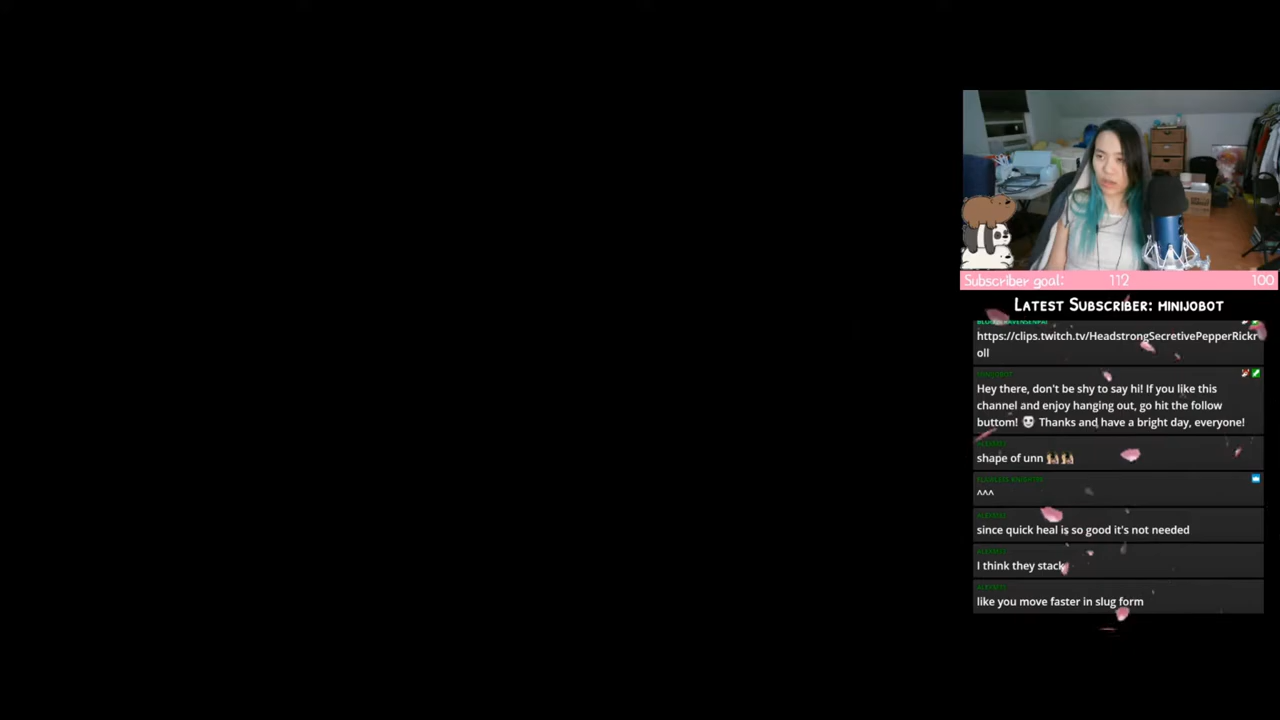 Subscriber goal: 112 100
Latest Subscriber: minijobot
https://clips.twitch.tv/HeadstrongSecretivePepperRickr
oll
Hey there, don't be shy to say hi! If you like this
channel and enjoy hanging out, go hit the follow
buttom! 💀 Thanks and have a bright day, everyone!
shape of unn
^^^
since quick heal is so good it's not needed
I think they stack
like you move faster in slug form